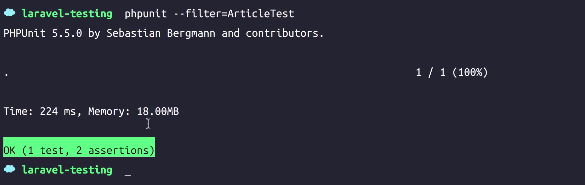 laravel-testing phpunit --filter=ArticleTest
PHPUnit 5.5.0 by Sebastian Bergmann and contributors.
. 1 / 1 (100%)
Time: 224 ms, Memory: 18.00MB
OK (1 test, 2 assertions)
laravel-testing _